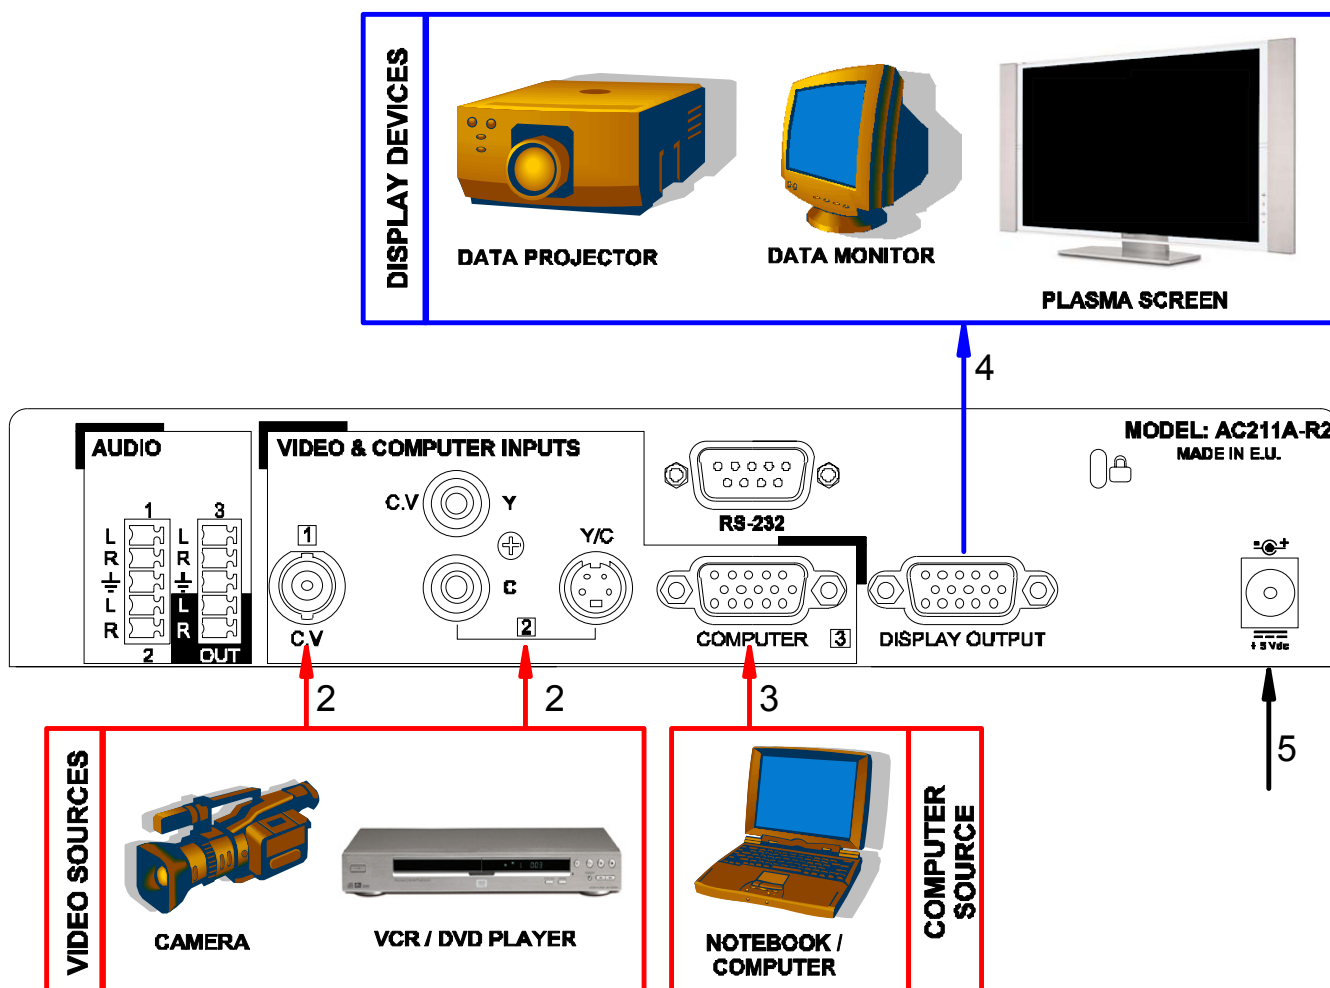 DISPLAY DEVICES
DATA PROJECTOR
DATA MONITOR
PLASMA SCREEN
4
MODEL: AC211A-R2
MADE IN E.U.
AUDIO
1
3
L
R
L
R
L
R
L
R
2
OUT
VIDEO & COMPUTER INPUTS
1
C.V
C.V
Y
C
Y/C
2
RS-232
COMPUTER
3
DISPLAY OUTPUT
- +
+ 5 Vdc
2
2
3
5
VIDEO SOURCES
CAMERA
VCR / DVD PLAYER
NOTEBOOK /
COMPUTER
COMPUTER
SOURCE